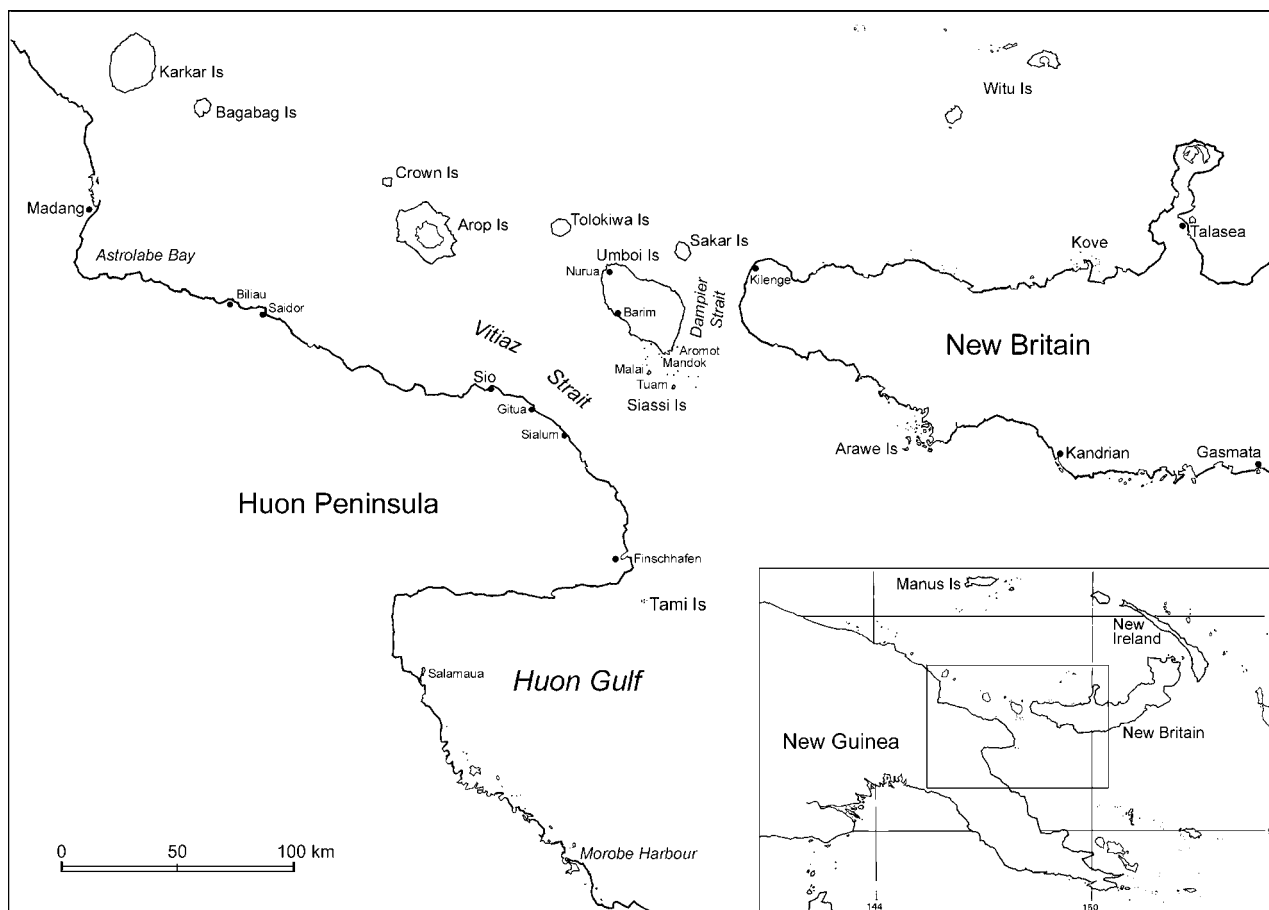 Karkar Is
Bagabag Is
Witu Is
Crown Is
Madang
Arop Is
Tolokiwa Is
Sakar Is
Talasea
Astrolabe Bay
Umboi Is
Kove
Nurua
Kilenge
Dampier
Strait
Biliau
Saidor
Barim
Vitiaz
Strait
New Britain
Aromot
Mandok
Malai
Tuam
Siassi Is
Sio
Gitua
Sialum
Arawe Is
Kandrian
Gasmata
Huon Peninsula
Finschhafen
Tami Is
Salamaua
Huon Gulf
Morobe Harbour
0 50 100 km
Manus Is
New
Ireland
New Guinea
New Britain
144 150